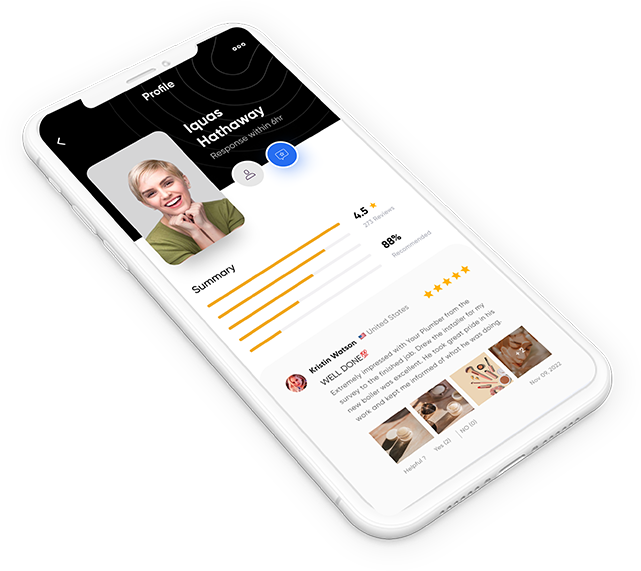 Profile
Iquas
Hathaway
Response within 6hr
Summary
4.5
273 Reviews
88%
Recommended
Kristin Watson 🇺🇸 United States
WELL DONE💯
Extremely impressed with Your Plumber from the
survey to the finished job. Drew the installer for my
new boiler was excellent. He took great pride in his
work and kept me informed of what he was doing.
Helpful ? Yes (2) NO (0)
Nov 09, 2022